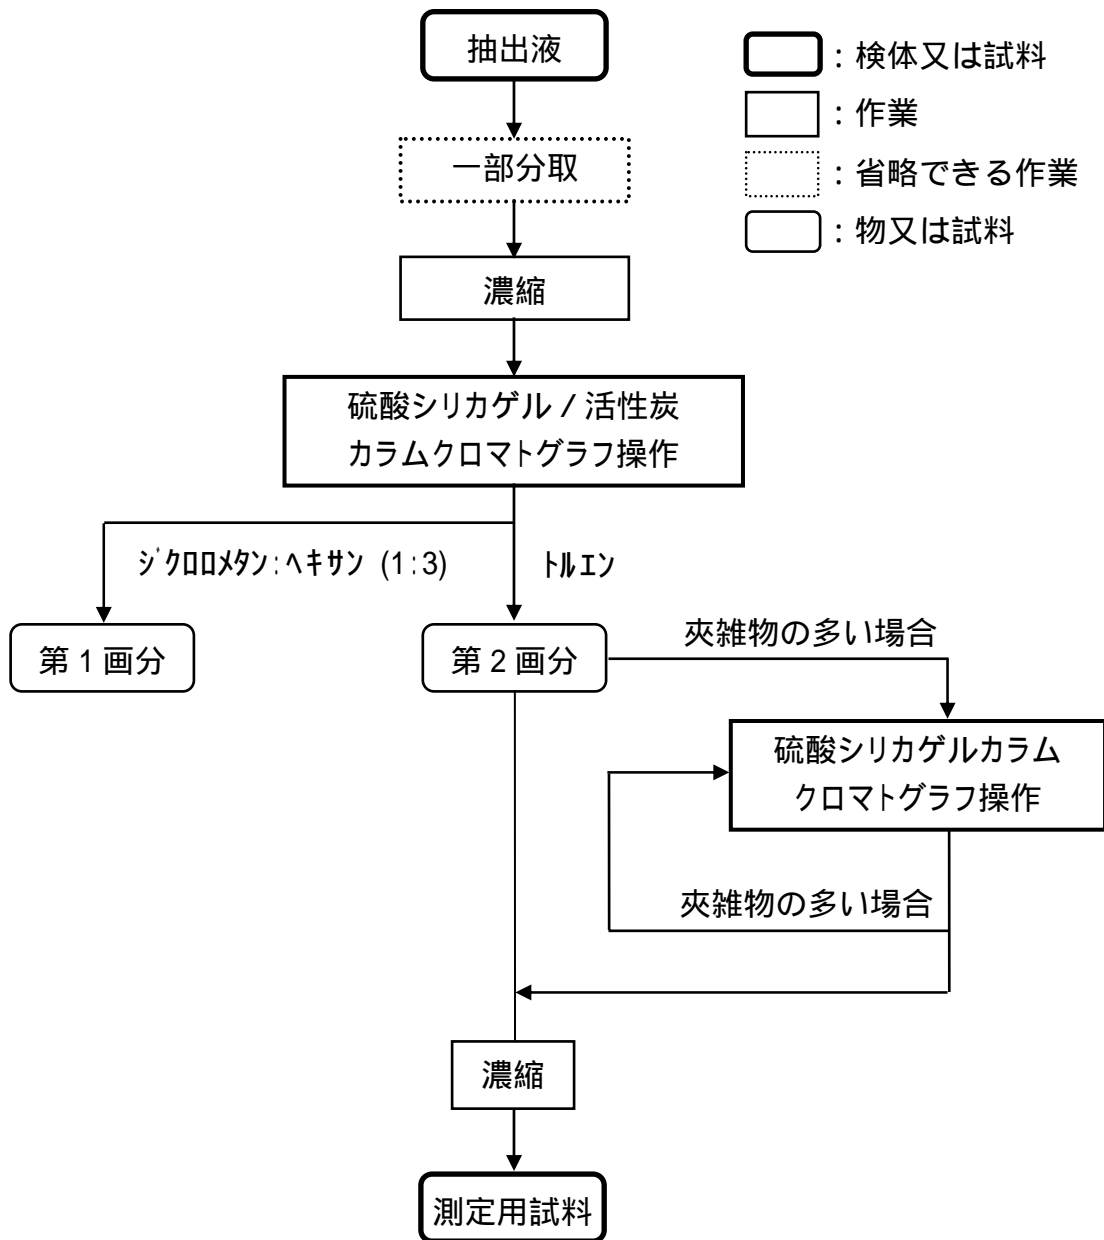 抽出液
：検体又は試料
：作業
一部分取
：省略できる作業
：物又は試料
濃縮
硫酸シリカゲル / 活性炭
カラムクロマトグラフ操作
ｼﾞｸﾛﾛﾒﾀﾝ:ﾍｷｻﾝ (1:3)
ﾄﾙｴﾝ
第 1 画分
第 2 画分
夾雑物の多い場合
硫酸シリカゲルカラム
クロマトグラフ操作
夾雑物の多い場合
濃縮
測定用試料